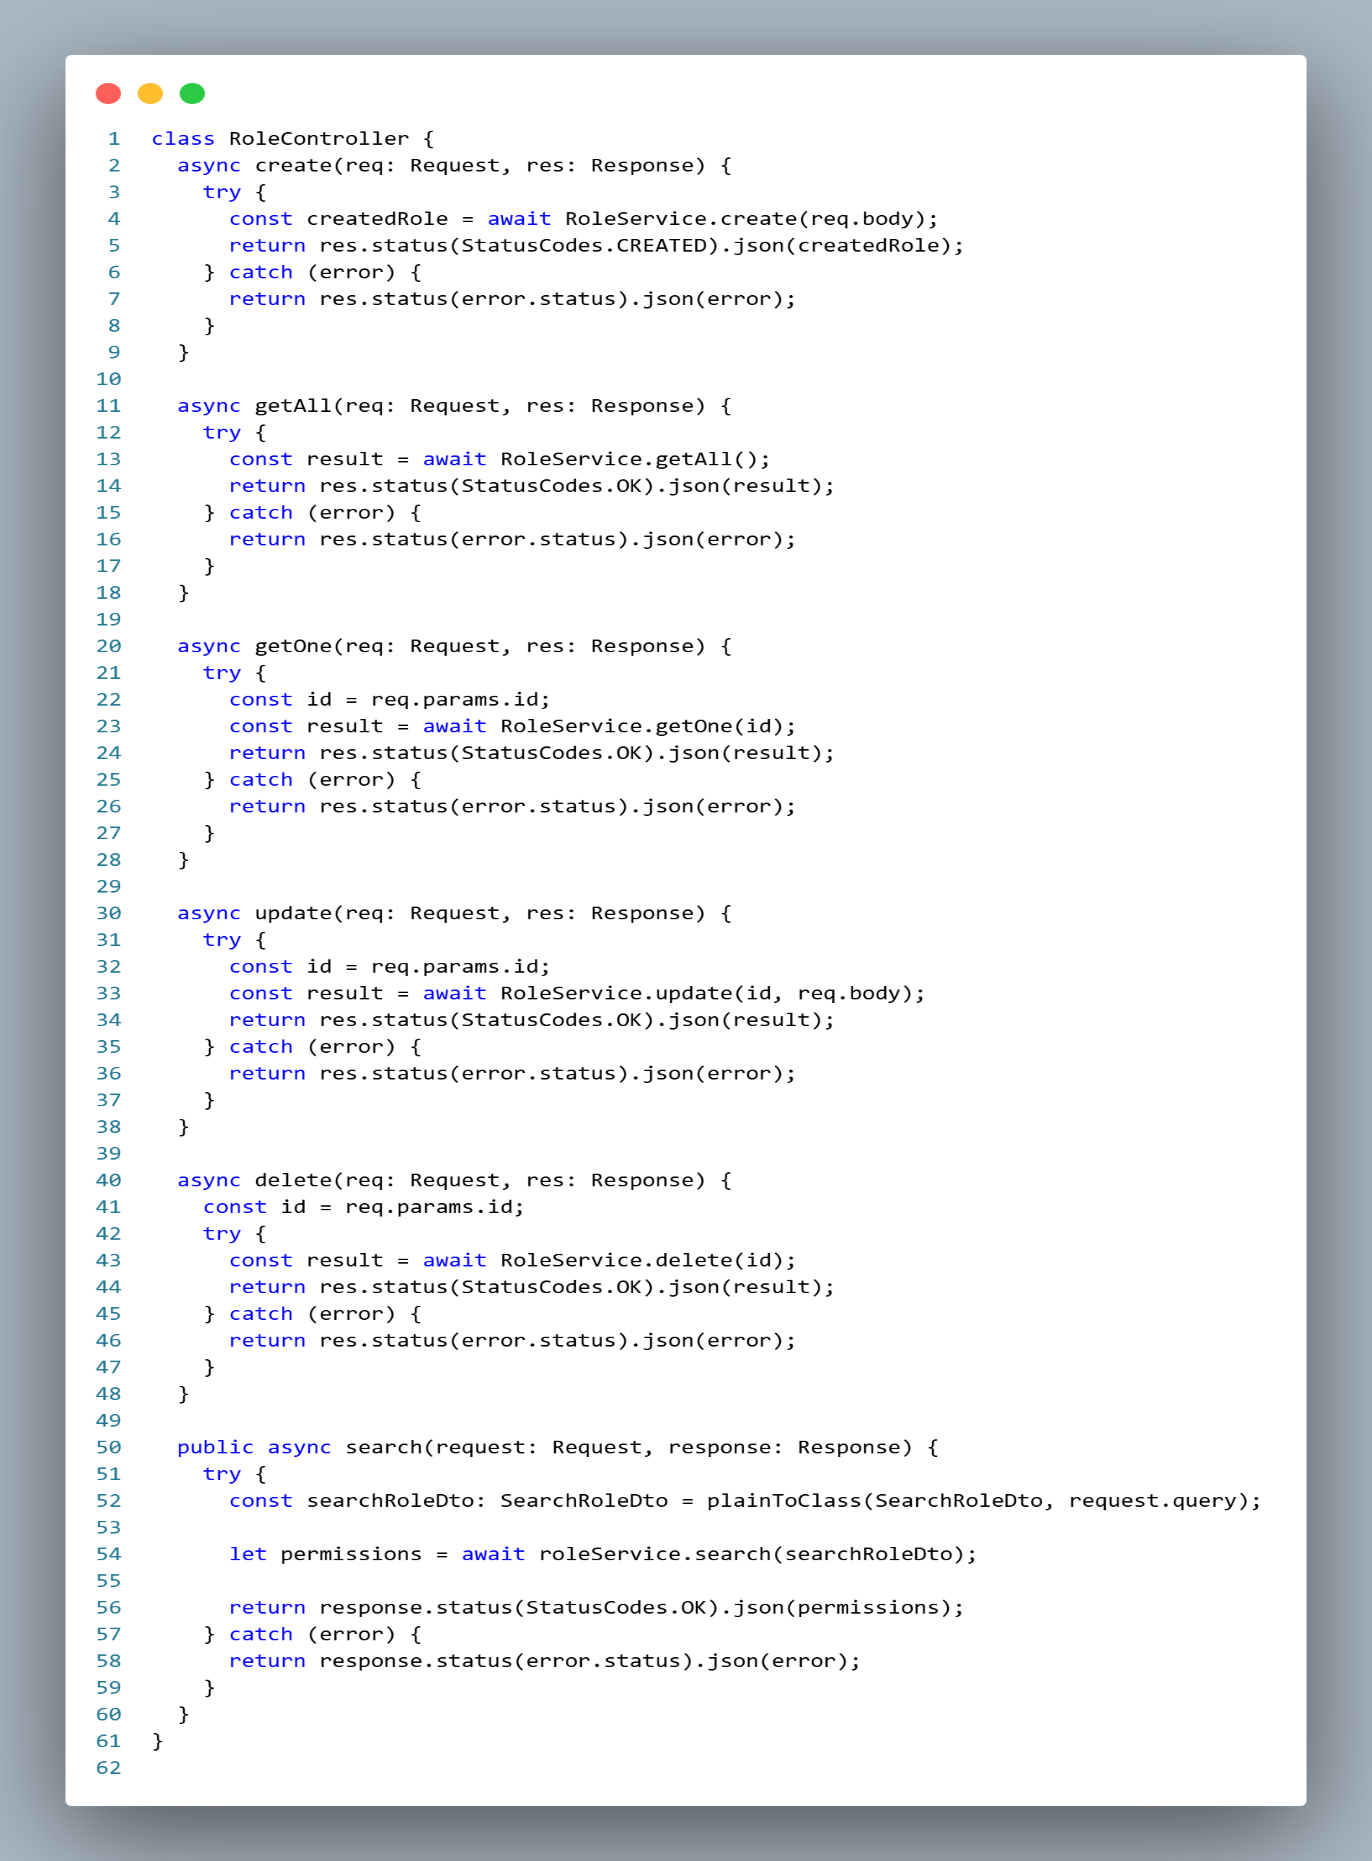 1 class RoleController {
2   async create(req: Request, res: Response) {
3     try {
4       const createdRole = await RoleService.create(req.body);
5       return res.status(StatusCodes.CREATED).json(createdRole);
6     } catch (error) {
7       return res.status(error.status).json(error);
8     }
9   }
10
11   async getAll(req: Request, res: Response) {
12     try {
13       const result = await RoleService.getAll();
14       return res.status(StatusCodes.OK).json(result);
15     } catch (error) {
16       return res.status(error.status).json(error);
17     }
18   }
19
20   async getOne(req: Request, res: Response) {
21     try {
22       const id = req.params.id;
23       const result = await RoleService.getOne(id);
24       return res.status(StatusCodes.OK).json(result);
25     } catch (error) {
26       return res.status(error.status).json(error);
27     }
28   }
29
30   async update(req: Request, res: Response) {
31     try {
32       const id = req.params.id;
33       const result = await RoleService.update(id, req.body);
34       return res.status(StatusCodes.OK).json(result);
35     } catch (error) {
36       return res.status(error.status).json(error);
37     }
38   }
39
40   async delete(req: Request, res: Response) {
41     const id = req.params.id;
42     try {
43       const result = await RoleService.delete(id);
44       return res.status(StatusCodes.OK).json(result);
45     } catch (error) {
46       return res.status(error.status).json(error);
47     }
48   }
49
50   public async search(request: Request, response: Response) {
51     try {
52       const searchRoleDto: SearchRoleDto = plainToClass(SearchRoleDto, request.query);
53
54       let permissions = await roleService.search(searchRoleDto);
55
56       return response.status(StatusCodes.OK).json(permissions);
57     } catch (error) {
58       return response.status(error.status).json(error);
59     }
60   }
61 }
62